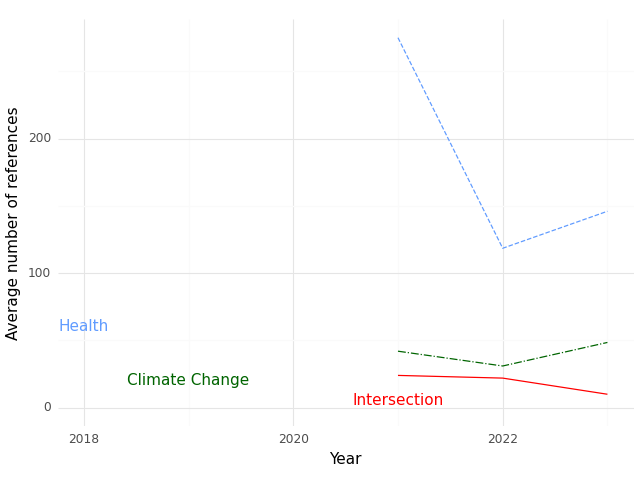 Average number of references
200
100
0
Health
Climate Change
Intersection
2018
2020
2022
Year